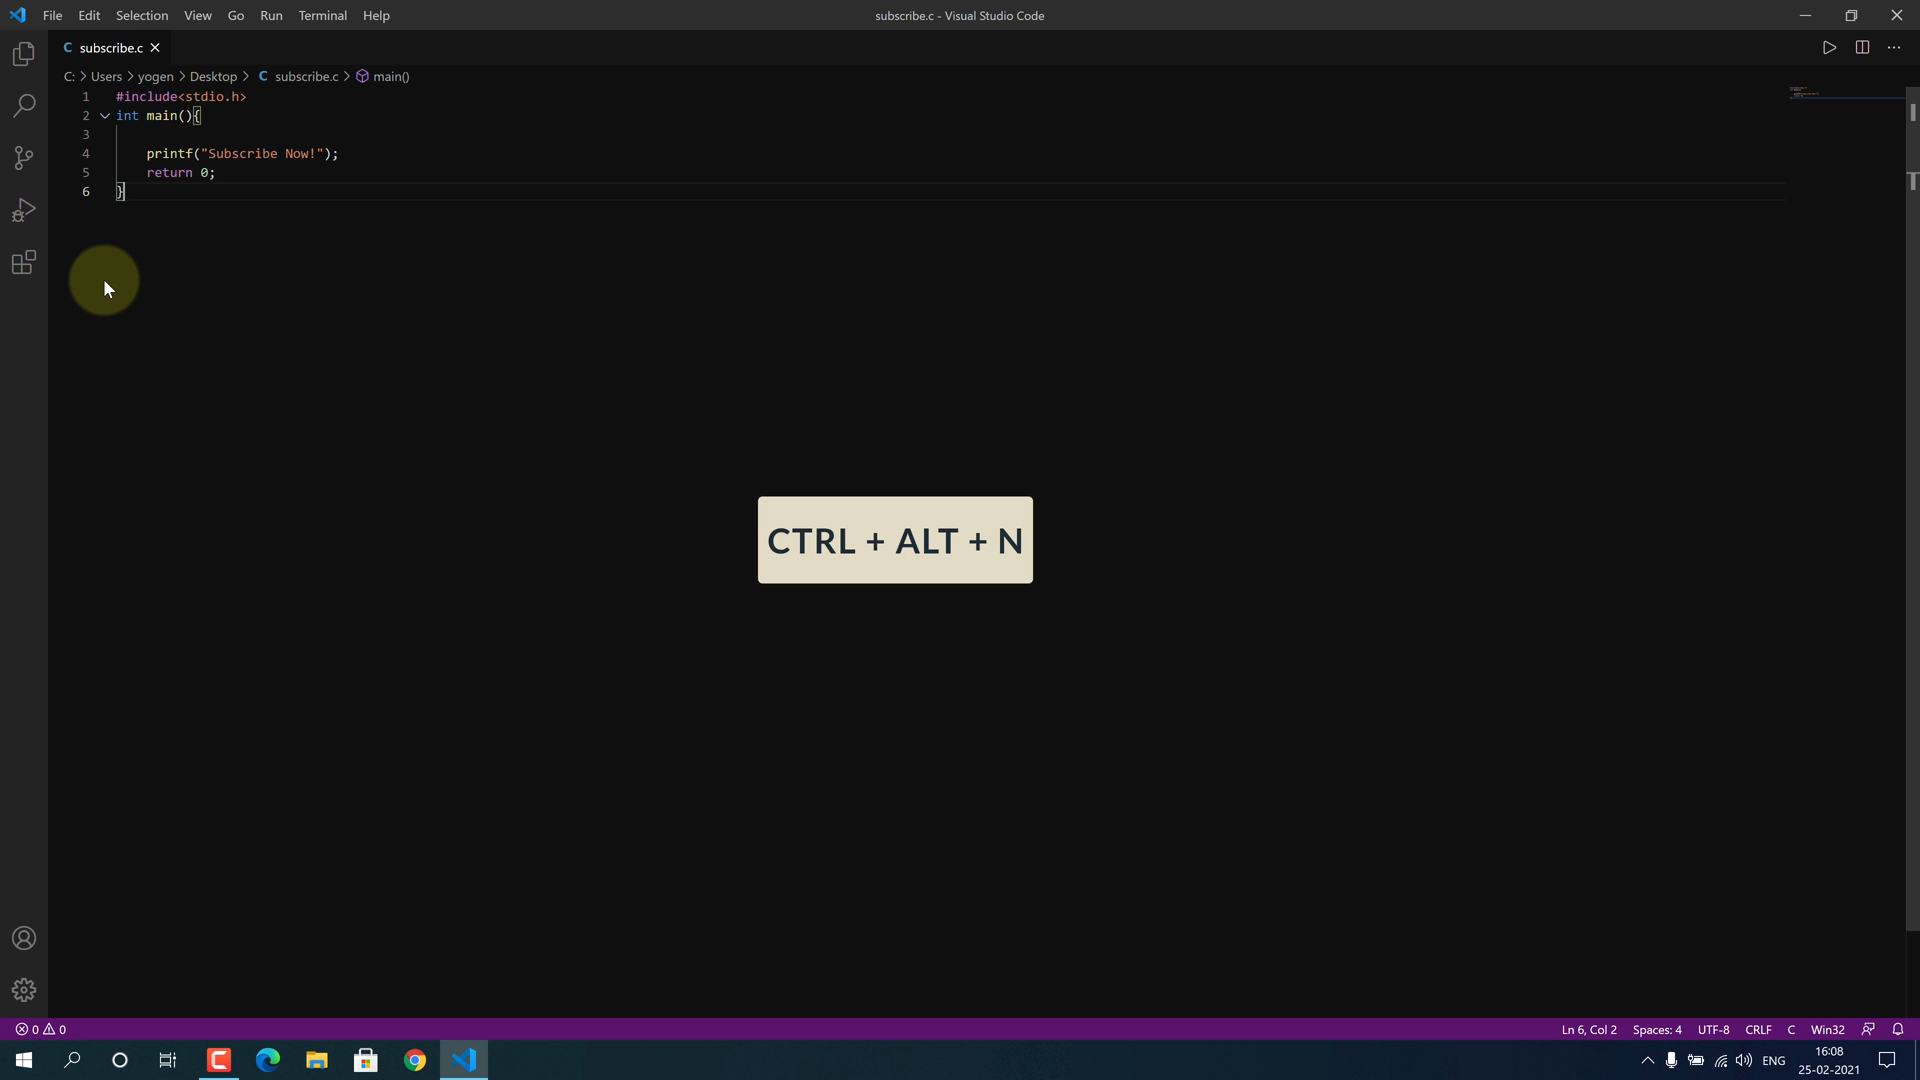 File Edit Selection View Go Run Terminal Help
subscribe.c - Visual Studio Code
C subscribe.c
C: > Users > yogen > Desktop > C subscribe.c > main()
1 #include<stdio.h>
2 int main(){
3
4 printf("Subscribe Now!");
5 return 0;
6 }
CTRL + ALT + N
0 0
Ln 6, Col 2 Spaces: 4 UTF-8 CRLF C Win32
ENG
16:08
25-02-2021